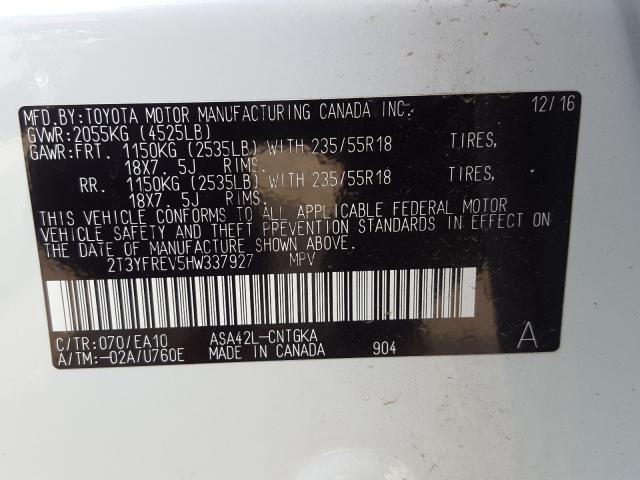 MFD.BY:TOYOTA MOTOR MANUFACTURING CANADA INC. 12/16
GVWR:2055KG (4525LB)
GAWR:FRT. 1150KG (2535LB) WITH 235/55R18 TIRES,
18X7. 5J RIMS.
RR. 1150KG (2535LB) WITH 235/55R18 TIRES,
18X7. 5J RIMS.
THIS VEHICLE CONFORMS TO ALL APPLICABLE FEDERAL MOTOR
VEHICLE SAFETY AND THEFT PREVENTION STANDARDS IN EFFECT ON
THE DATE OF MANUFACTURE SHOWN ABOVE.
2T3YFREV5HW337927 MPV
C/TR:070/EA10 ASA42L-CNTGKA
A/TM:-02A/U760E MADE IN CANADA 904 A